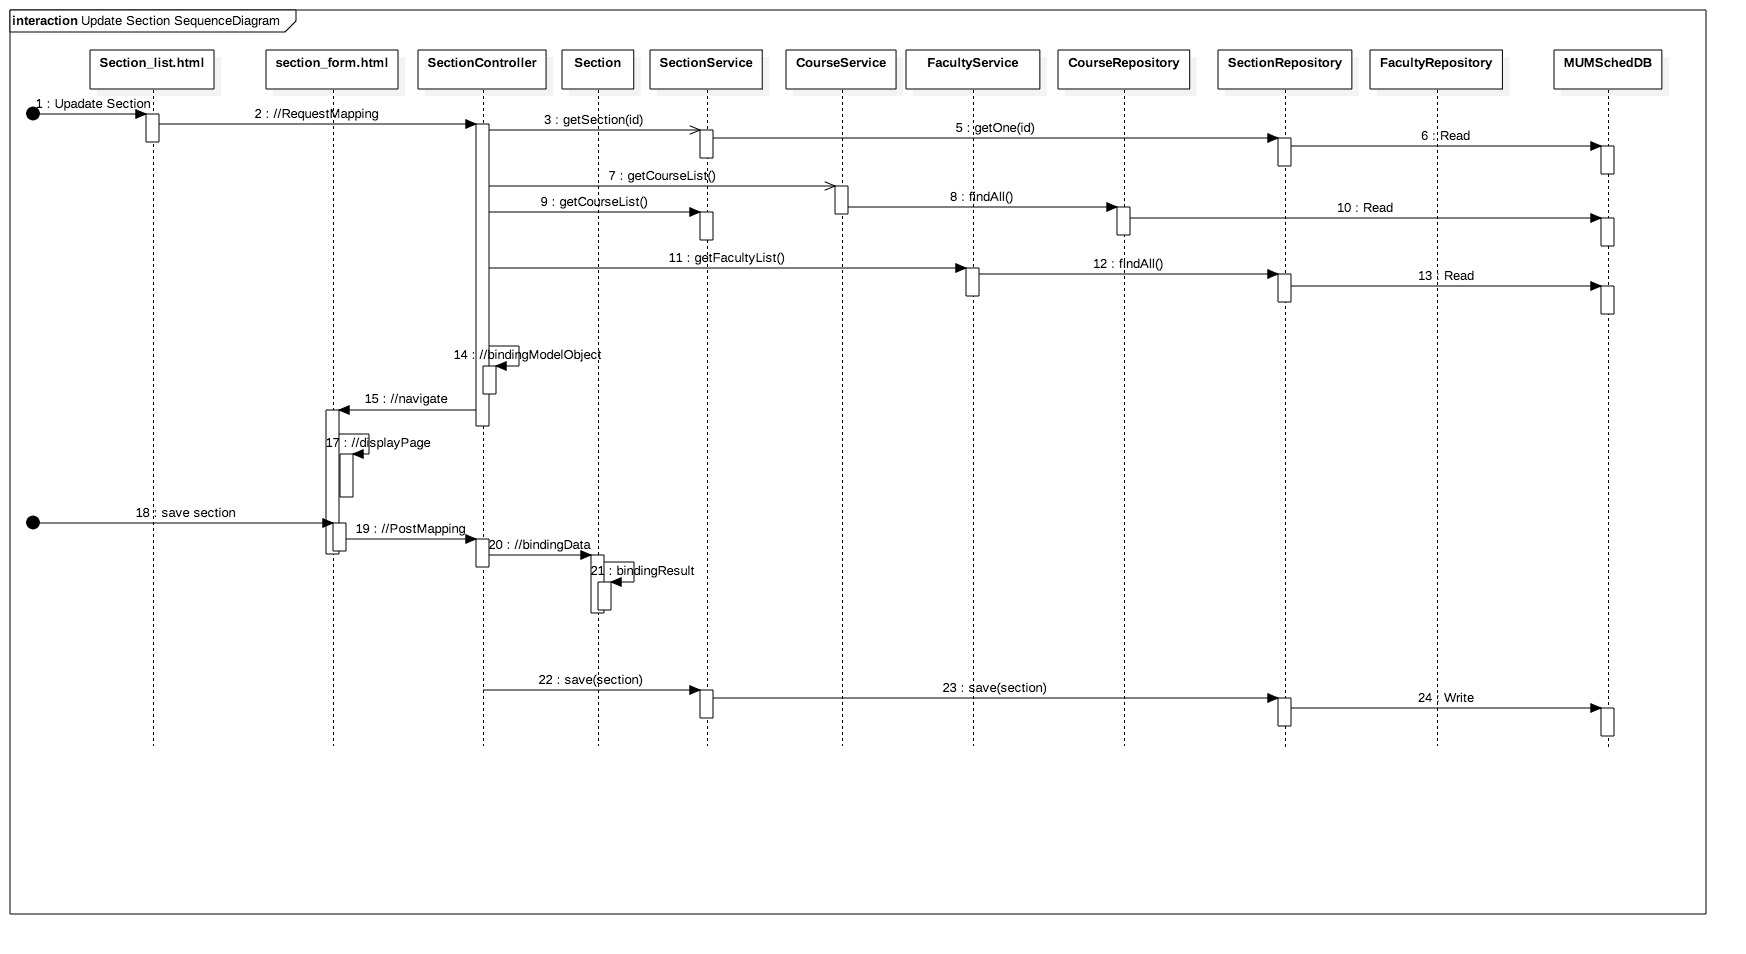 interaction Update Section SequenceDiagram
Section_list.html
section_form.html
SectionController
Section
SectionService
CourseService
FacultyService
CourseRepository
SectionRepository
FacultyRepository
MUMSchedDB
1 : Upadate Section
2 : //RequestMapping
3 : getSection(id)
5 : getOne(id)
6 : Read
7 : getCourseList()
8 : findAll()
9 : getCourseList()
10 : Read
11 : getFacultyList()
12 : findAll()
13 : Read
14 : //bindingModelObject
15 : //navigate
17 : //displayPage
18 : save section
19 : //PostMapping
20 : //bindingData
21 : bindingResult
22 : save(section)
23 : save(section)
24 : Write